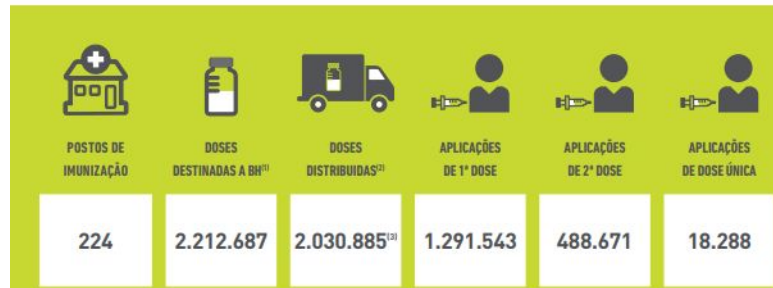 POSTOS DE
IMUNIZAÇÃO
224
DOSES
DESTINADAS A BH(1)
2.212.687
DOSES
DISTRIBUIDAS(2)
2.030.885(3)
APLICAÇÕES
DE 1ª DOSE
1.291.543
APLICAÇÕES
DE 2ª DOSE
488.671
APLICAÇÕES
DE DOSE ÚNICA
18.288